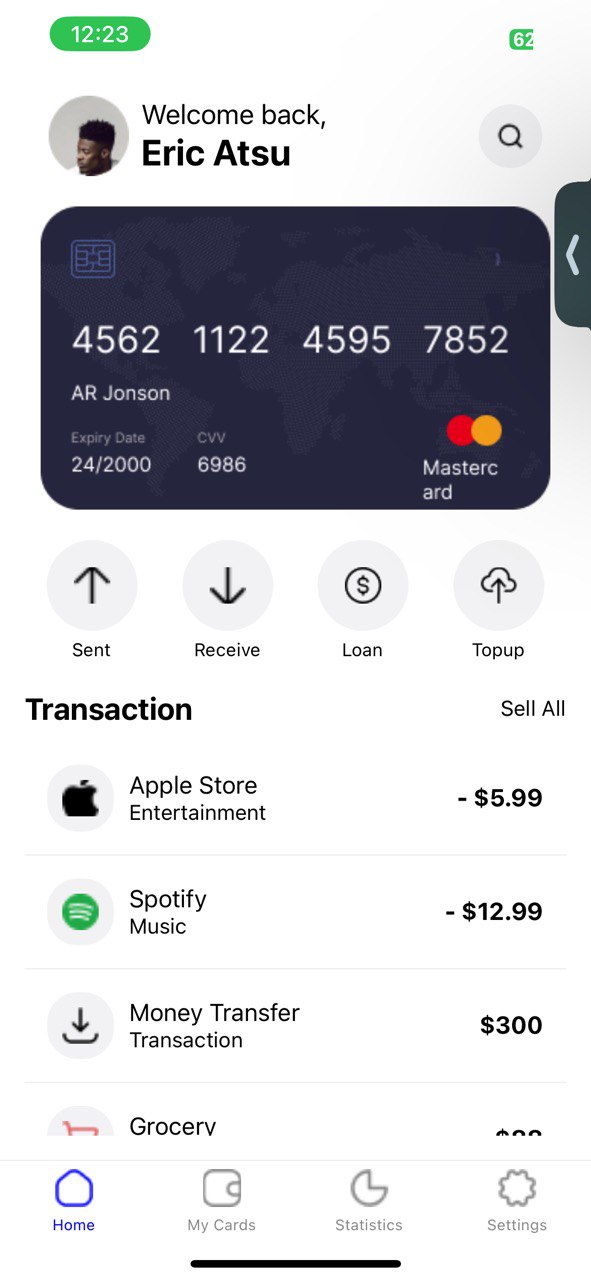 12:23
62
Welcome back,
Eric Atsu
4562 1122 4595 7852
AR Jonson
Expiry Date CVV
24/2000 6986
Masterc
ard
Sent Receive Loan Topup
Transaction Sell All
Apple Store
Entertainment
- $5.99
Spotify
Music
- $12.99
Money Transfer
Transaction
$300
Grocery
Home My Cards Statistics Settings